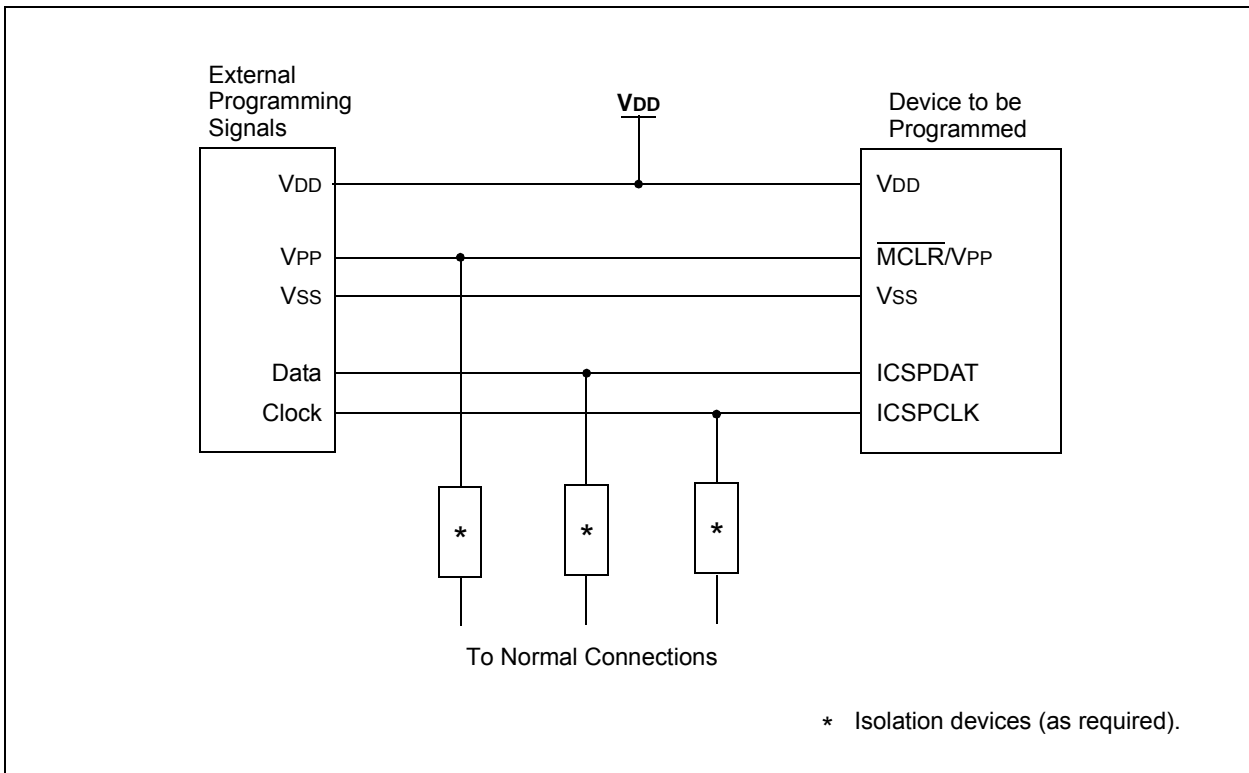 External
Programming
Signals
VDD
Device to be
Programmed
VDD
VDD
VPP
MCLR/VPP
VSS
VSS
Data
ICSPDAT
Clock
ICSPCLK
*
*
*
To Normal Connections
* Isolation devices (as required).